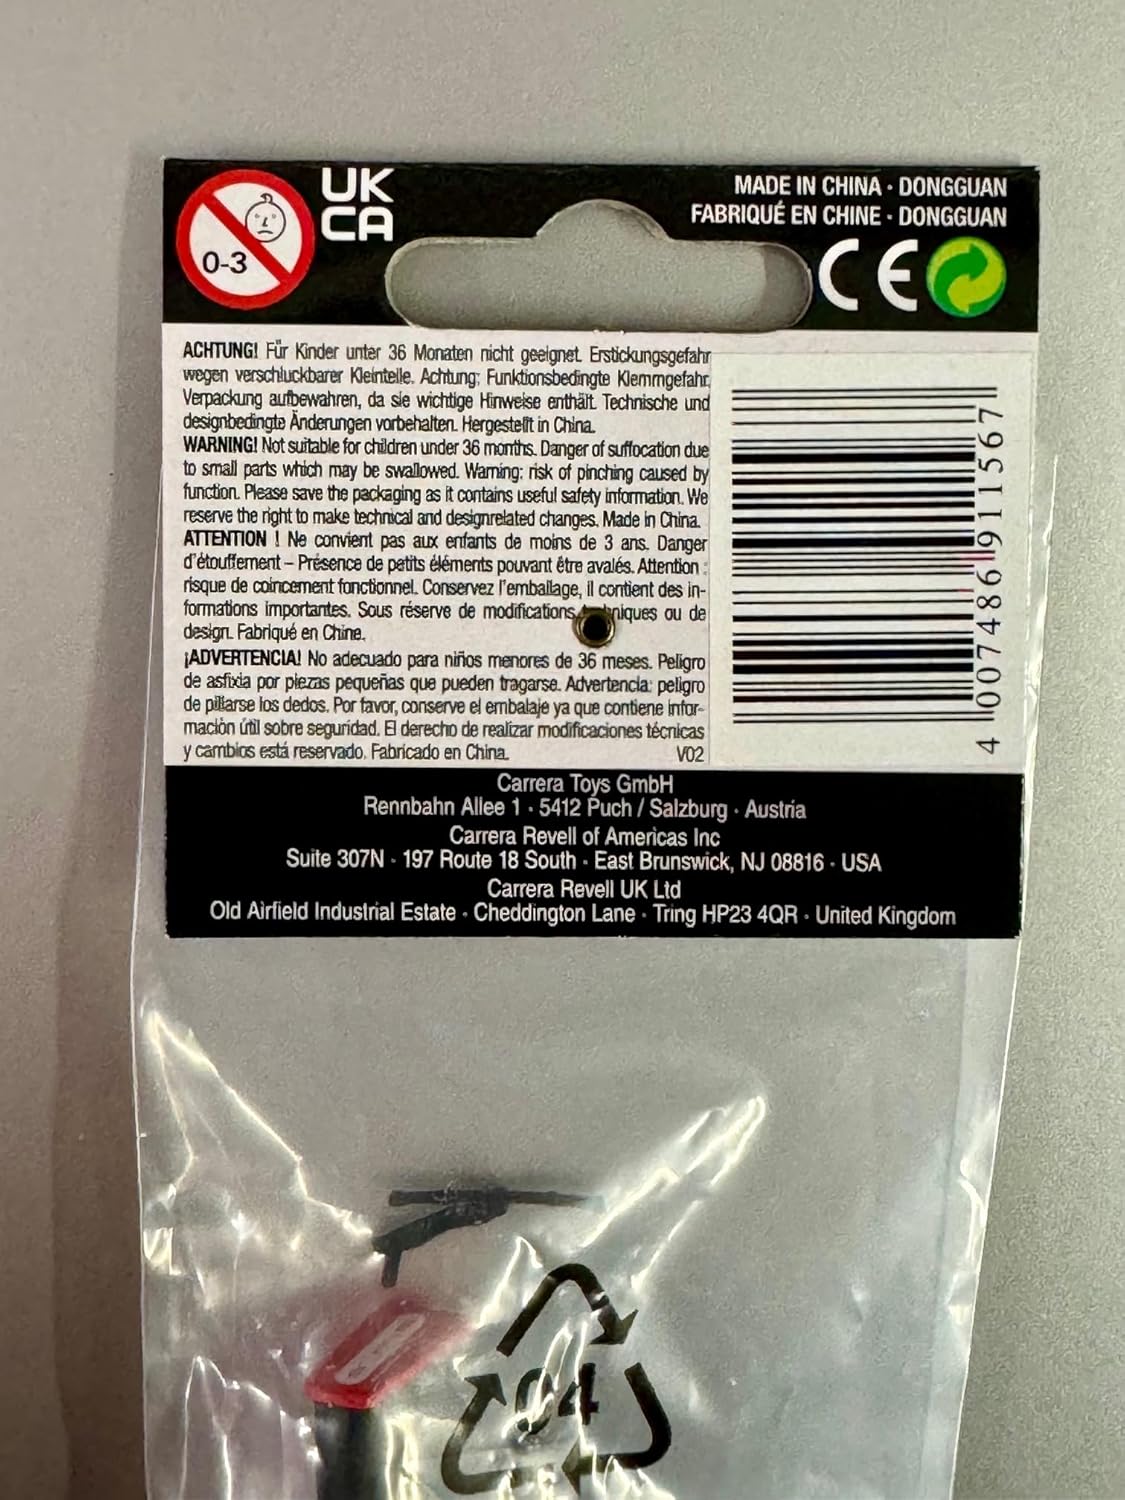 0-3
UK
CA
MADE IN CHINA · DONGGUAN
FABRIQUÉ EN CHINE · DONGGUAN
CE
ACHTUNG! Für Kinder unter 36 Monaten nicht geeignet. Erstickungsgefahr
wegen verschluckbarer Kleinteile. Achtung: Funktionsbedingte Klemmgefahr.
Verpackung aufbewahren, da sie wichtige Hinweise enthält. Technische und
designbedingte Änderungen vorbehalten. Hergestellt in China.
WARNING! Not suitable for children under 36 months. Danger of suffocation due
to small parts which may be swallowed. Warning: risk of pinching caused by
function. Please save the packaging as it contains useful safety information. We
reserve the right to make technical and designrelated changes. Made in China.
ATTENTION ! Ne convient pas aux enfants de moins de 3 ans. Danger
d'étouffement – Présence de petits éléments pouvant être avalés. Attention :
risque de coincement fonctionnel. Conservez l'emballage, il contient des in-
formations importantes. Sous réserve de modifications ou de
design. Fabriqué en Chine.
¡ADVERTENCIA! No adecuado para niños menores de 36 meses. Peligro
de asfixia por piezas pequeñas que pueden tragarse. Advertencia: peligro
de pillarse los dedos. Por favor, conserve el embalaje ya que contiene infor-
mación útil sobre seguridad. El derecho de realizar modificaciones técnicas
y cambios está reservado. Fabricado en China. V02
4 007486 911567
Carrera Toys GmbH
Rennbahn Allee 1 · 5412 Puch / Salzburg · Austria
Carrera Revell of Americas Inc
Suite 307N · 197 Route 18 South · East Brunswick, NJ 08816 · USA
Carrera Revell UK Ltd
Old Airfield Industrial Estate · Cheddington Lane · Tring HP23 4QR · United Kingdom
04